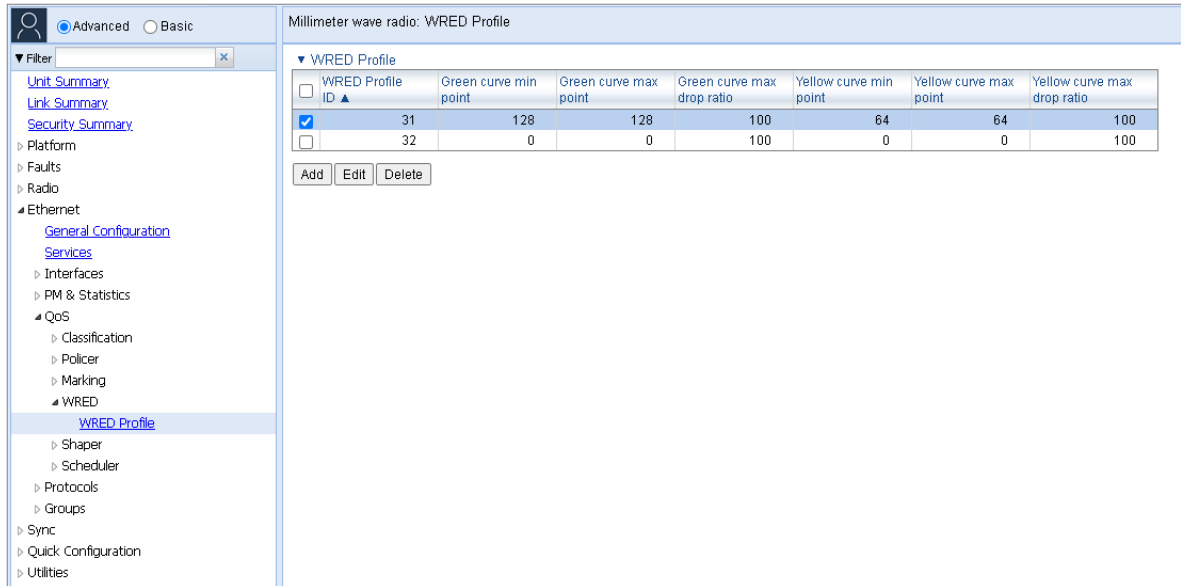 Advanced Basic
Millimeter wave radio: WRED Profile
▼ Filter
Unit Summary
Link Summary
Security Summary
Platform
Faults
Radio
Ethernet
General Configuration
Services
Interfaces
PM & Statistics
QoS
Classification
Policer
Marking
WRED
WRED Profile
Shaper
Scheduler
Protocols
Groups
Sync
Quick Configuration
Utilities
▼ WRED Profile
WRED Profile ID ▲ Green curve min point Green curve max point Green curve max drop ratio Yellow curve min point Yellow curve max point Yellow curve max drop ratio
31 128 128 100 64 64 100
32 0 0 100 0 0 100
Add Edit Delete